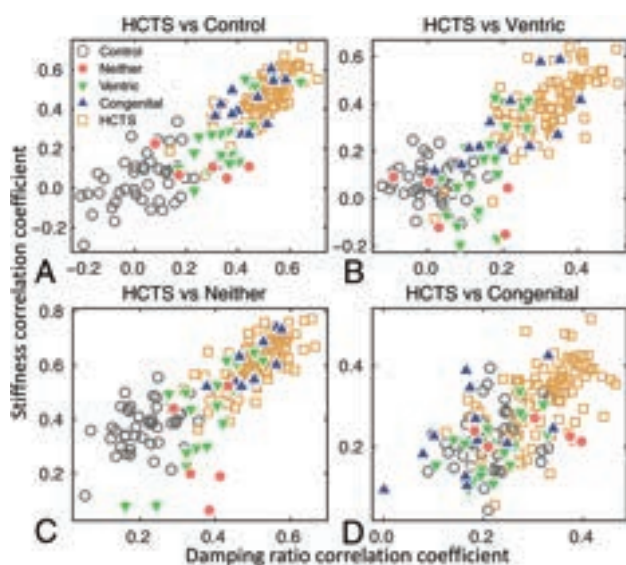 HCTS vs Control
HCTS vs Ventric
Control
Neither
Ventric
Congenital
HCTS
0.6
0.4
0.2
0.0
−0.2
0.6
0.4
0.2
0.0
−0.2
A
B
−0.2 0.0 0.2 0.4 0.6
0.0 0.2 0.4
HCTS vs Neither
HCTS vs Congenital
Stiffness correlation coefficient
0.8
0.6
0.4
0.2
0.4
0.2
0.0
C
D
0.0 0.2 0.4 0.6
0.0 0.2 0.4
Damping ratio correlation coefficient